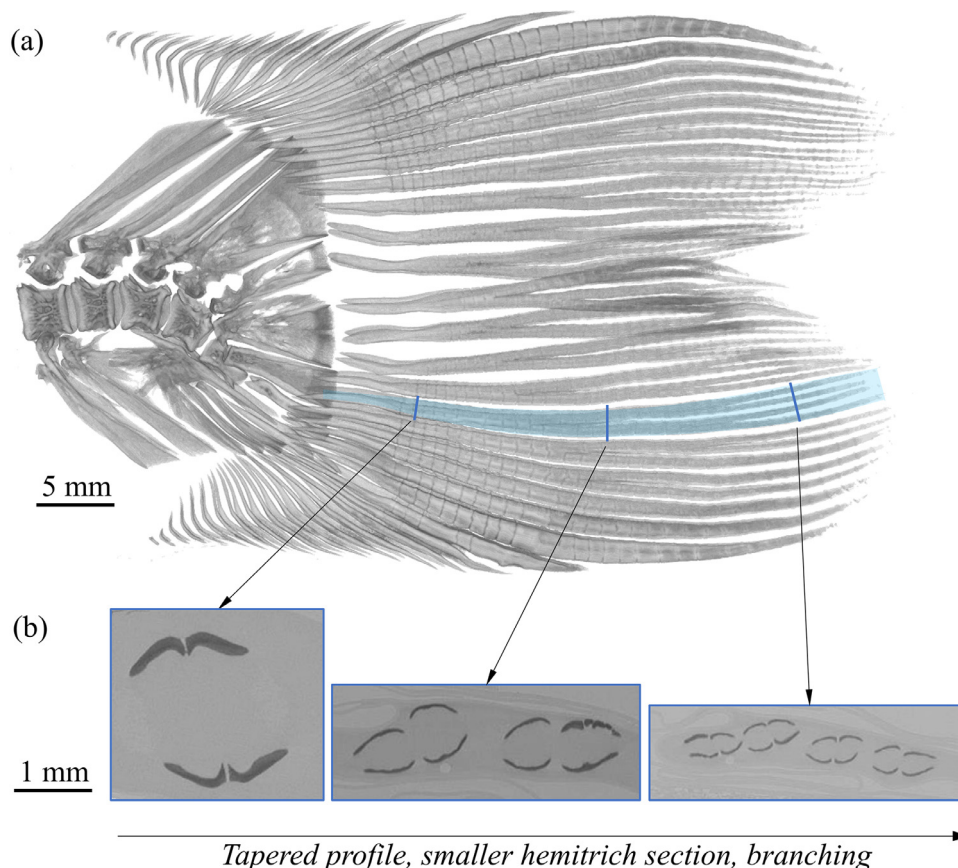 (a)
5 mm
(b)
1 mm
Tapered profile, smaller hemitrich section, branching